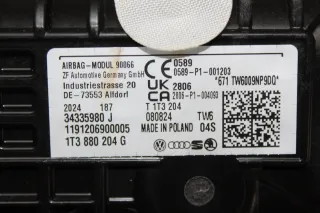 AIRBAG-MODUL 90066
ZF Automotive Germany GmbH
Industriestrasse 20
DE - 73553 Alfdorf
CE 0589
0589-P1-001203
*6T1 TW6009NP9DQ*
UK CA 2806
2806-P1-004093
2024 187
T 1T3 204
34335980 J
080824 TW6
1191206900005
MADE IN POLAND 04S
1T3 880 204 G